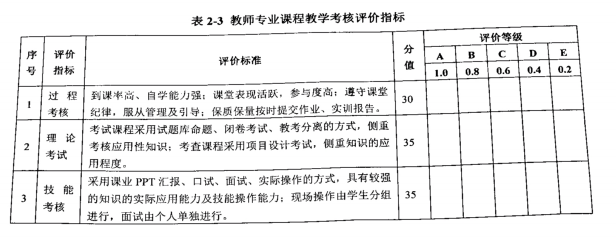 表 2-3 教师专业课程教学考核评价指标
序号 评价指标 评价标准 分值 评价等级
A B C D E
1.0 0.8 0.6 0.4 0.2
1 过程考核 到课率高、自学能力强；课堂表现活跃，参与度高；遵守课堂
纪律，服从管理及引导；保质保量按时提交作业、实训报告。 30
2 理论考试 考试课程采用试题库命题、闭卷考试、教考分离的方式，侧重
考核应用性知识；考查课程采用项目设计考试，侧重知识的应
用程度。 35
3 技能考核 采用课业 PPT 汇报、口试、面试、实际操作的方式，具有较强
的知识的实际应用能力及技能操作能力；现场操作由学生分组
进行，面试由个人单独进行。 35